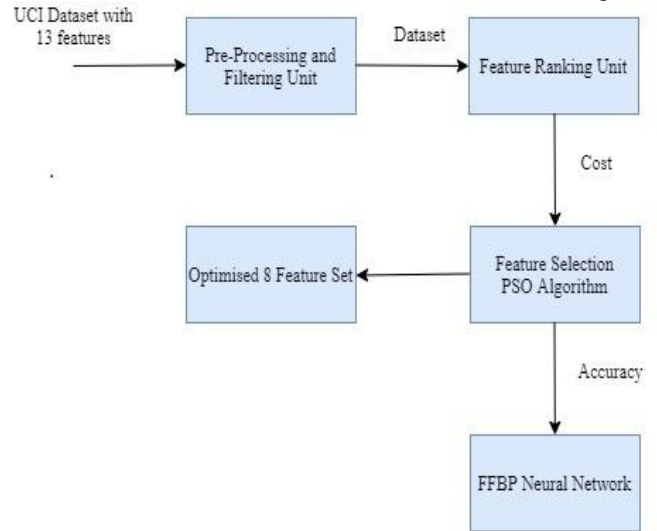 UCI Dataset with
13 features
Pre-Processing and
Filtering Unit
Dataset
Feature Ranking Unit
Cost
Feature Selection
PSO Algorithm
Optimised 8 Feature Set
Accuracy
FFBP Neural Network